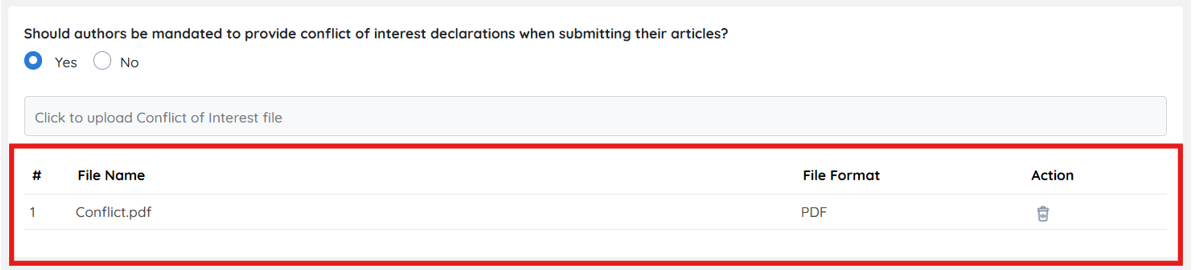 Should authors be mandated to provide conflict of interest declarations when submitting their articles?
Yes No
Click to upload Conflict of Interest file
# File Name File Format Action
1 Conflict.pdf PDF